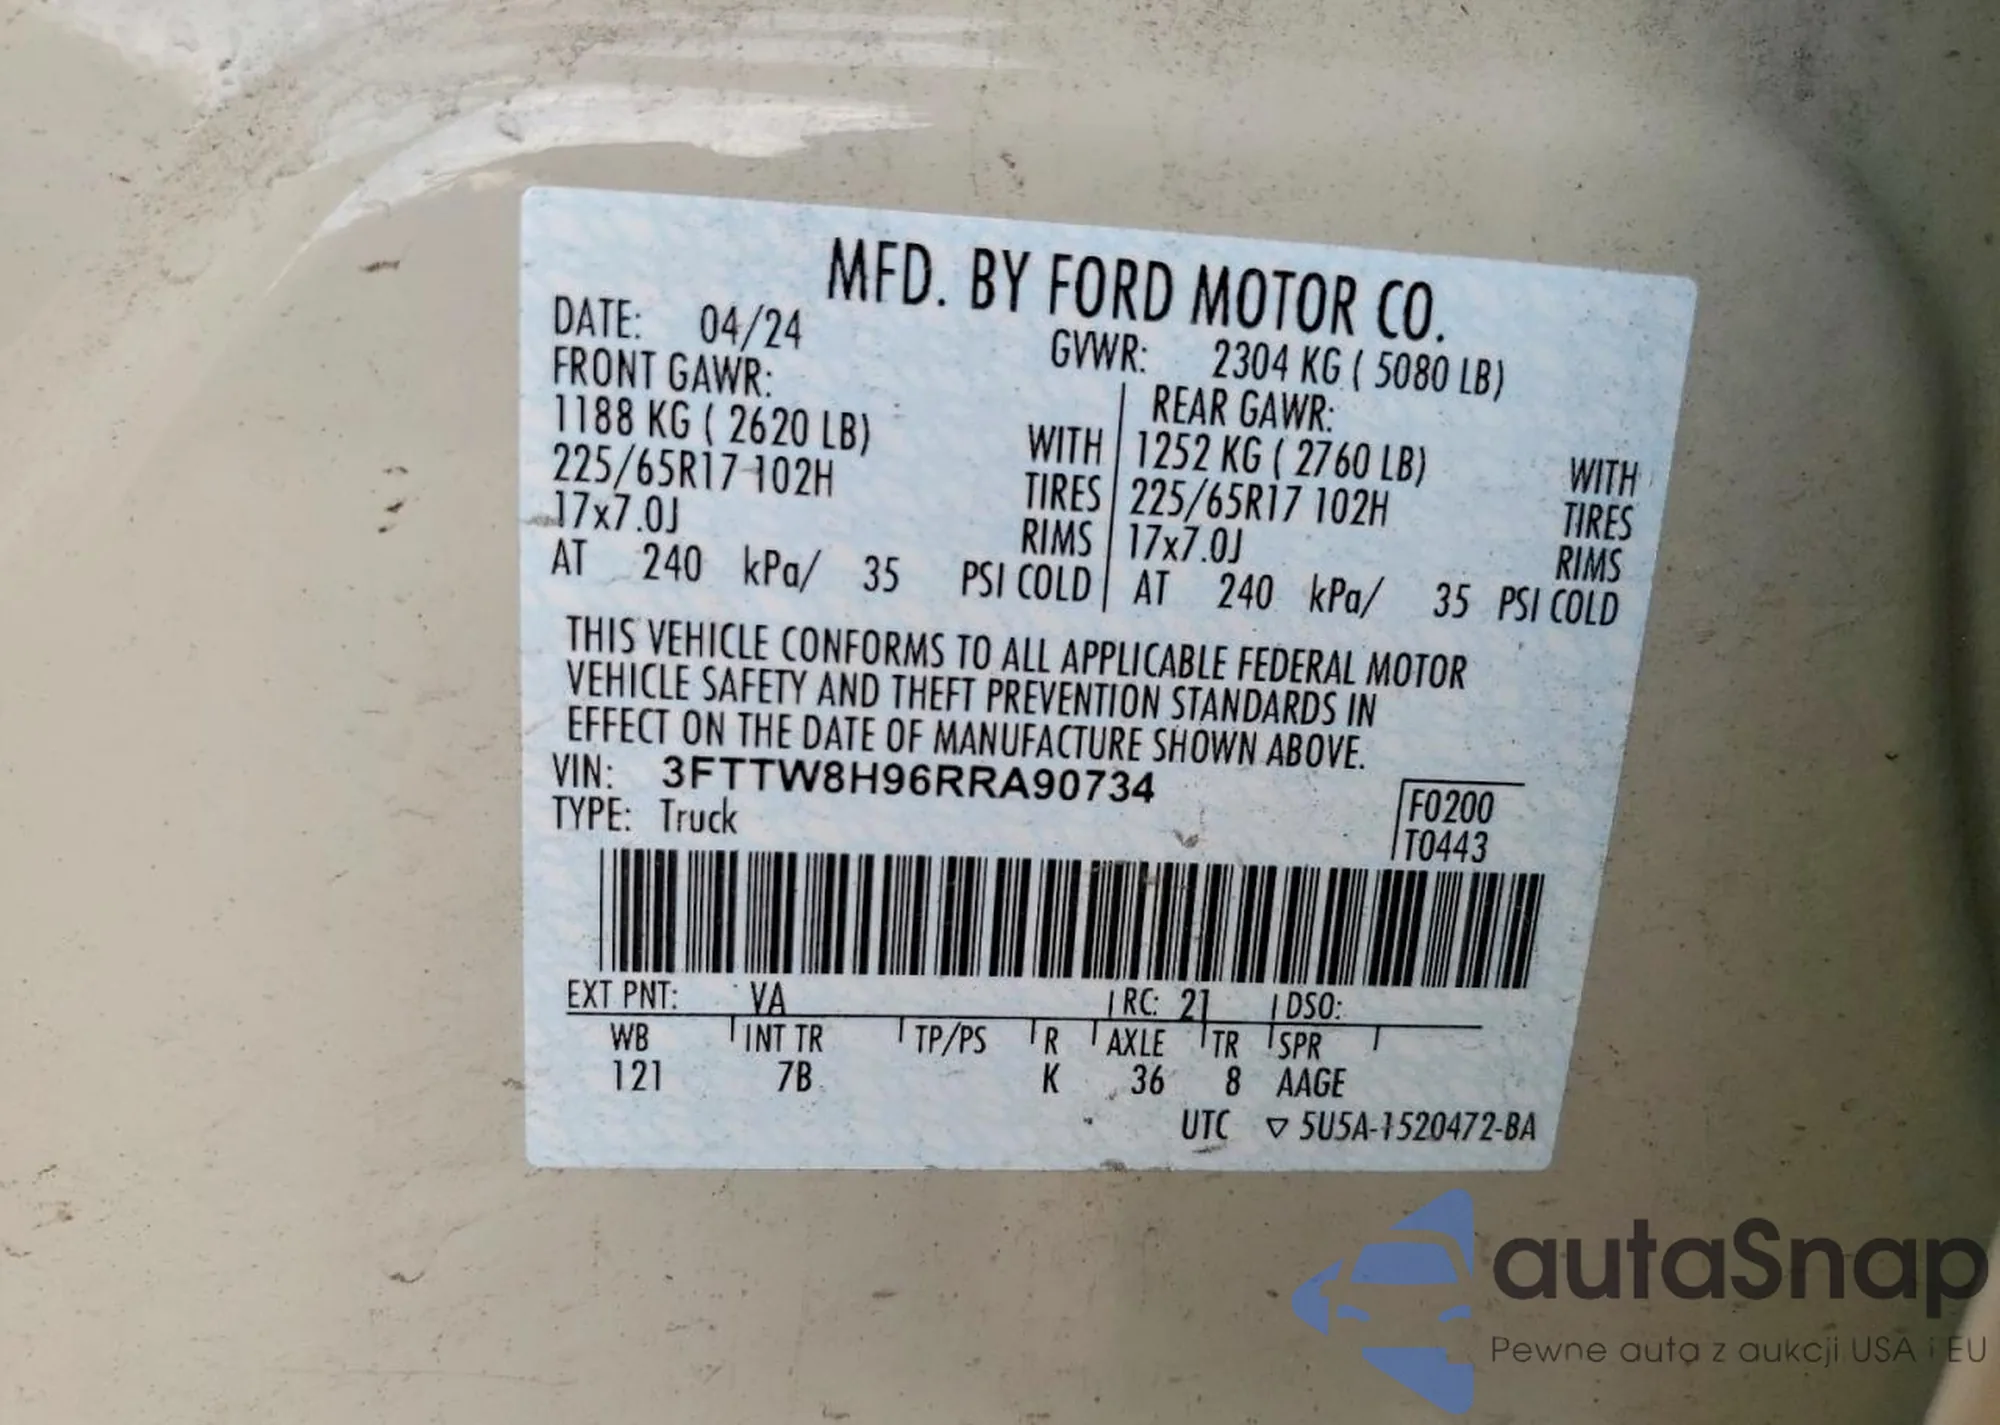 MFD. BY FORD MOTOR CO.
DATE: 04/24 GVWR: 2304 KG ( 5080 LB)
FRONT GAWR: REAR GAWR:
1188 KG ( 2620 LB) WITH 1252 KG ( 2760 LB) WITH
225/65R17 102H TIRES 225/65R17 102H TIRES
17x7.0J RIMS 17x7.0J RIMS
AT 240 kPa/ 35 PSI COLD AT 240 kPa/ 35 PSI COLD
THIS VEHICLE CONFORMS TO ALL APPLICABLE FEDERAL MOTOR
VEHICLE SAFETY AND THEFT PREVENTION STANDARDS IN
EFFECT ON THE DATE OF MANUFACTURE SHOWN ABOVE.
VIN: 3FTTW8H96RRA90734
TYPE: Truck
F0200
T0443
EXT PNT: VA RC: 21 DSO:
WB INT TR TP/PS R AXLE TR SPR
121 7B K 36 8 AAGE
UTC ▽ 5U5A-1520472-BA
autaSnap
Pewne auta z aukcji USA i EU